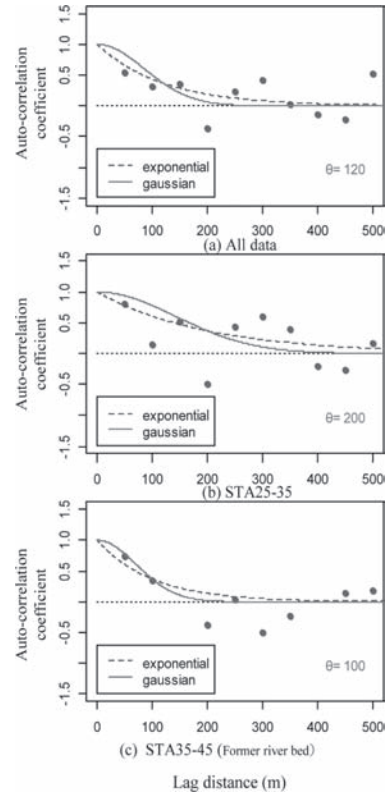 Auto-correlation
coefficient
1.5
1.0
0.5
-0.5
-1.5
exponential
gaussian
θ= 120
0 100 200 300 400 5000
(a) All data
Auto-correlation
coefficient
1.5
1.0
0.5
-0.5
-1.5
exponential
gaussian
θ= 200
0 100 200 300 400 5000
(b) STA25-35
Auto-correlation
coefficient
1.5
1.0
0.5
-0.5
-1.5
exponential
gaussian
θ= 100
0 100 200 300 400 5000
(c) STA35-45 (Former river bed)
Lag distance (m)